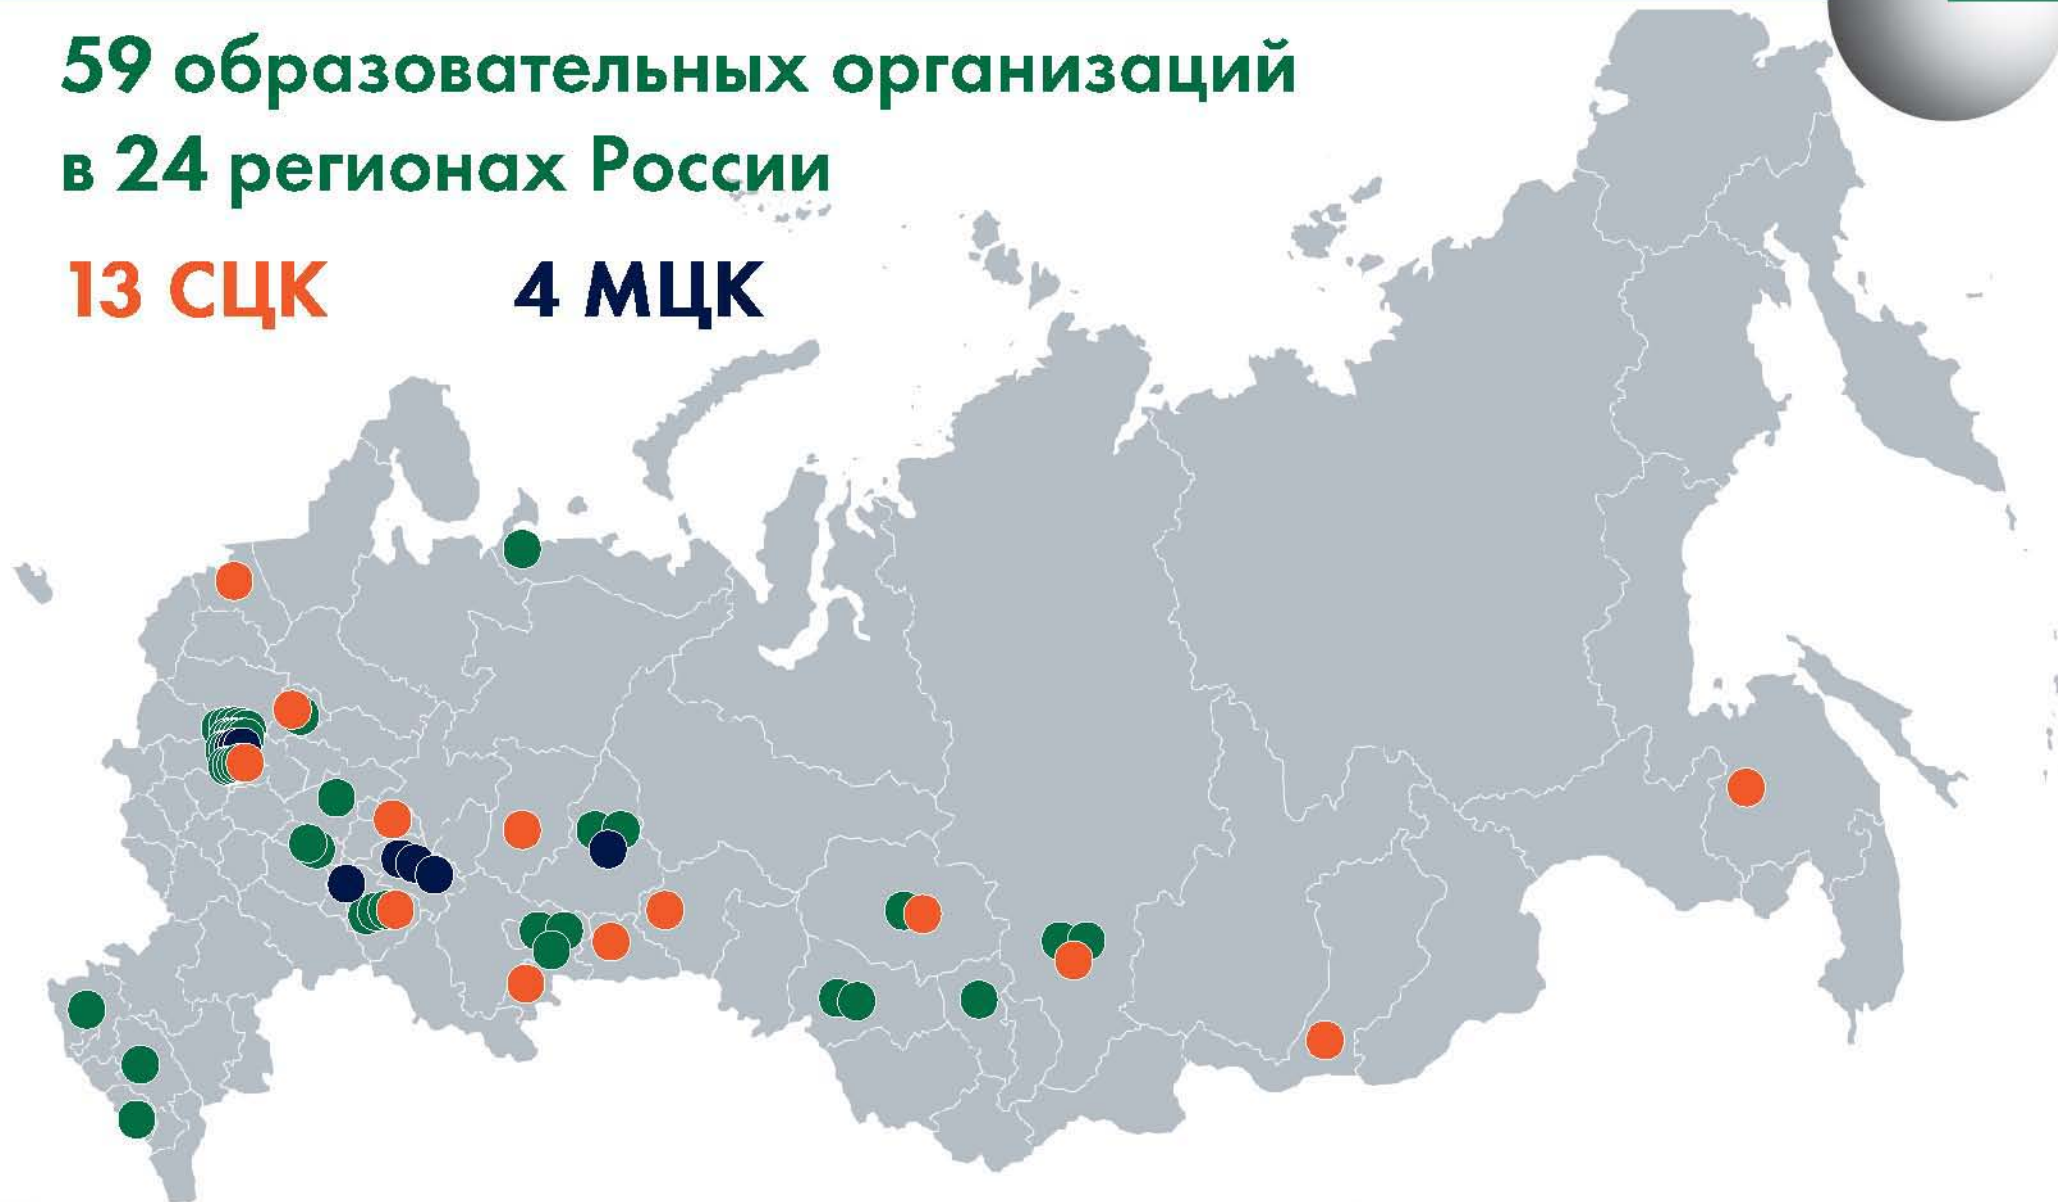 59 образовательных организаций
в 24 регионах России
13 СЦК 4 МЦК